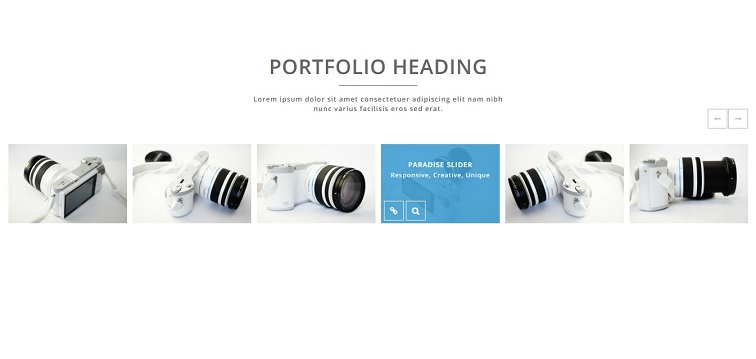 PORTFOLIO HEADING
Lorem ipsum dolor sit amet consectetuer adipiscing elit nam nibh
nunc varius facilisis eros sed erat.
PARADISE SLIDER
Responsive, Creative, Unique